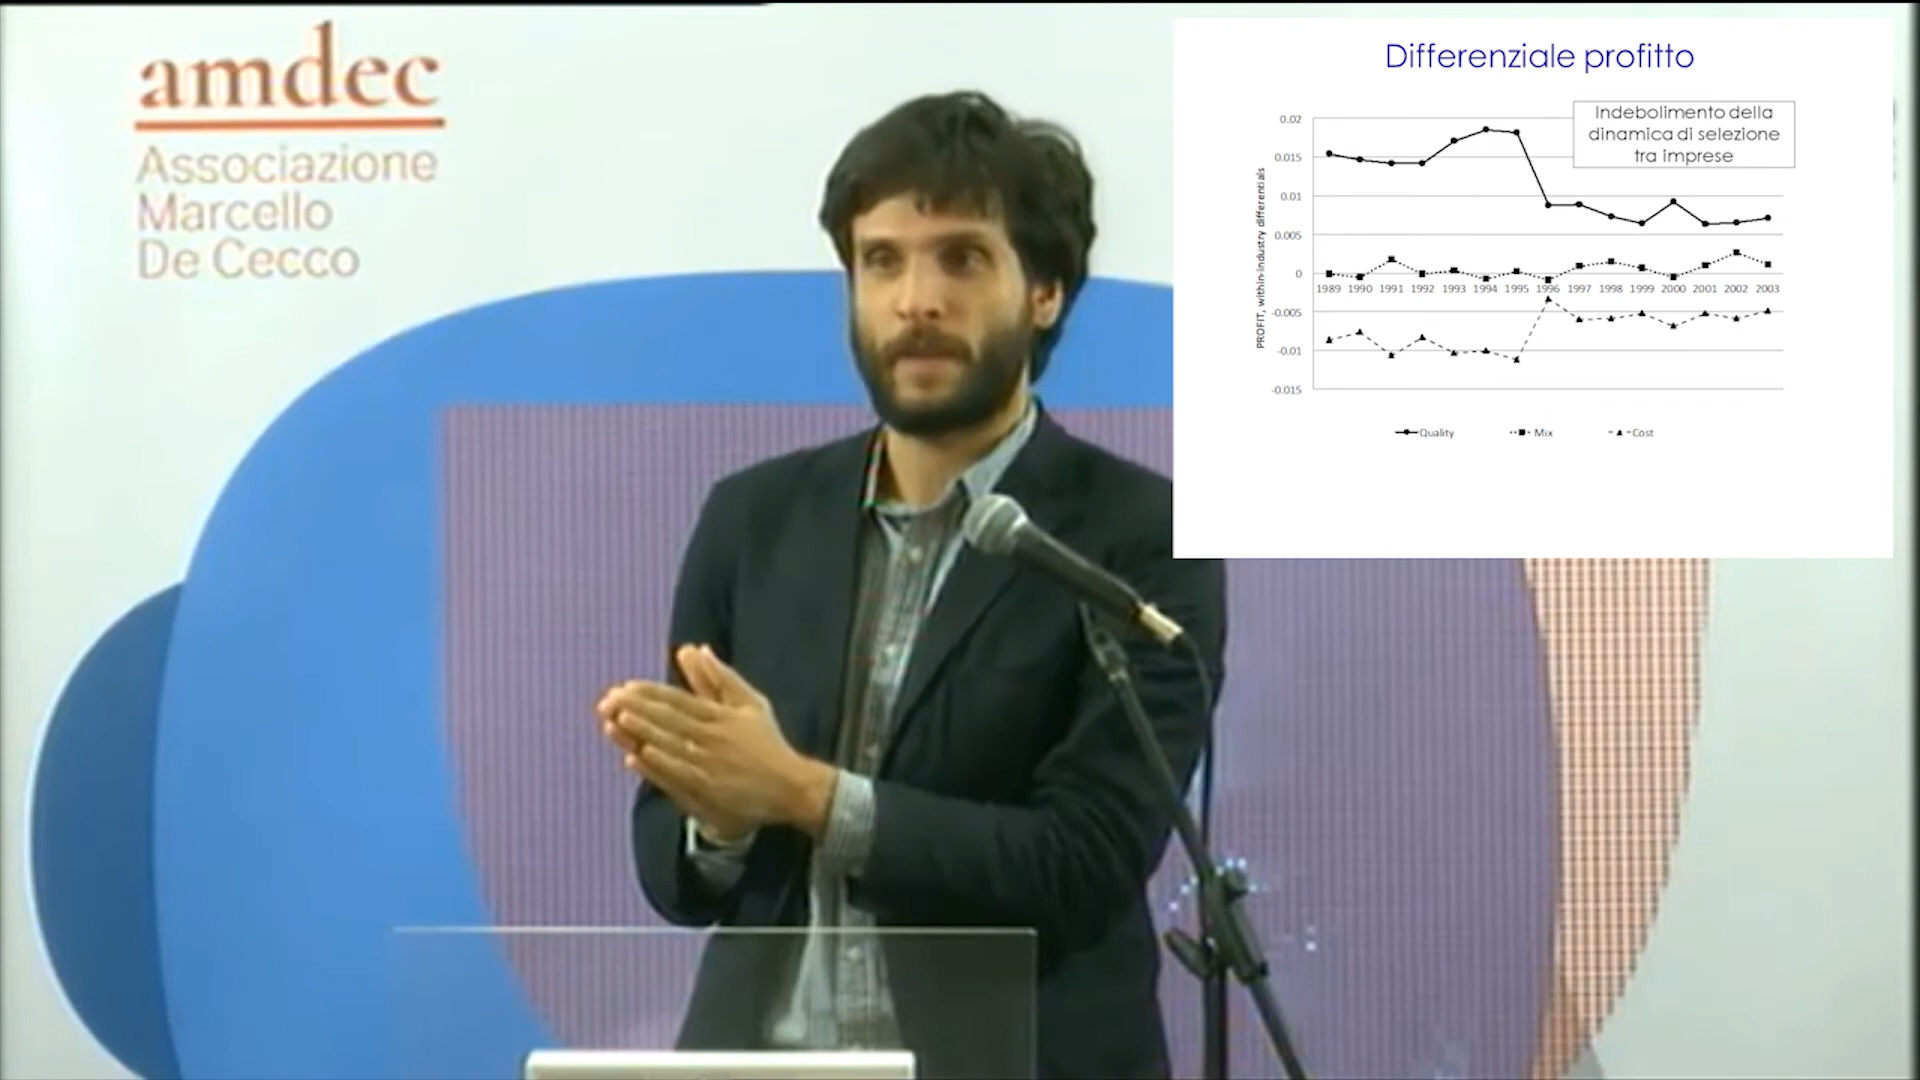 amdec
Associazione
Marcello
De Cecco
Differenziale profitto
Indebolimento della
dinamica di selezione
tra imprese
PROFIT, within-industry differentials
0.02
0.015
0.01
0.005
0
-0.005
-0.01
-0.015
1989 1990 1991 1992 1993 1994 1995 1996 1997 1998 1999 2000 2001 2002 2003
Quality Mix Cost